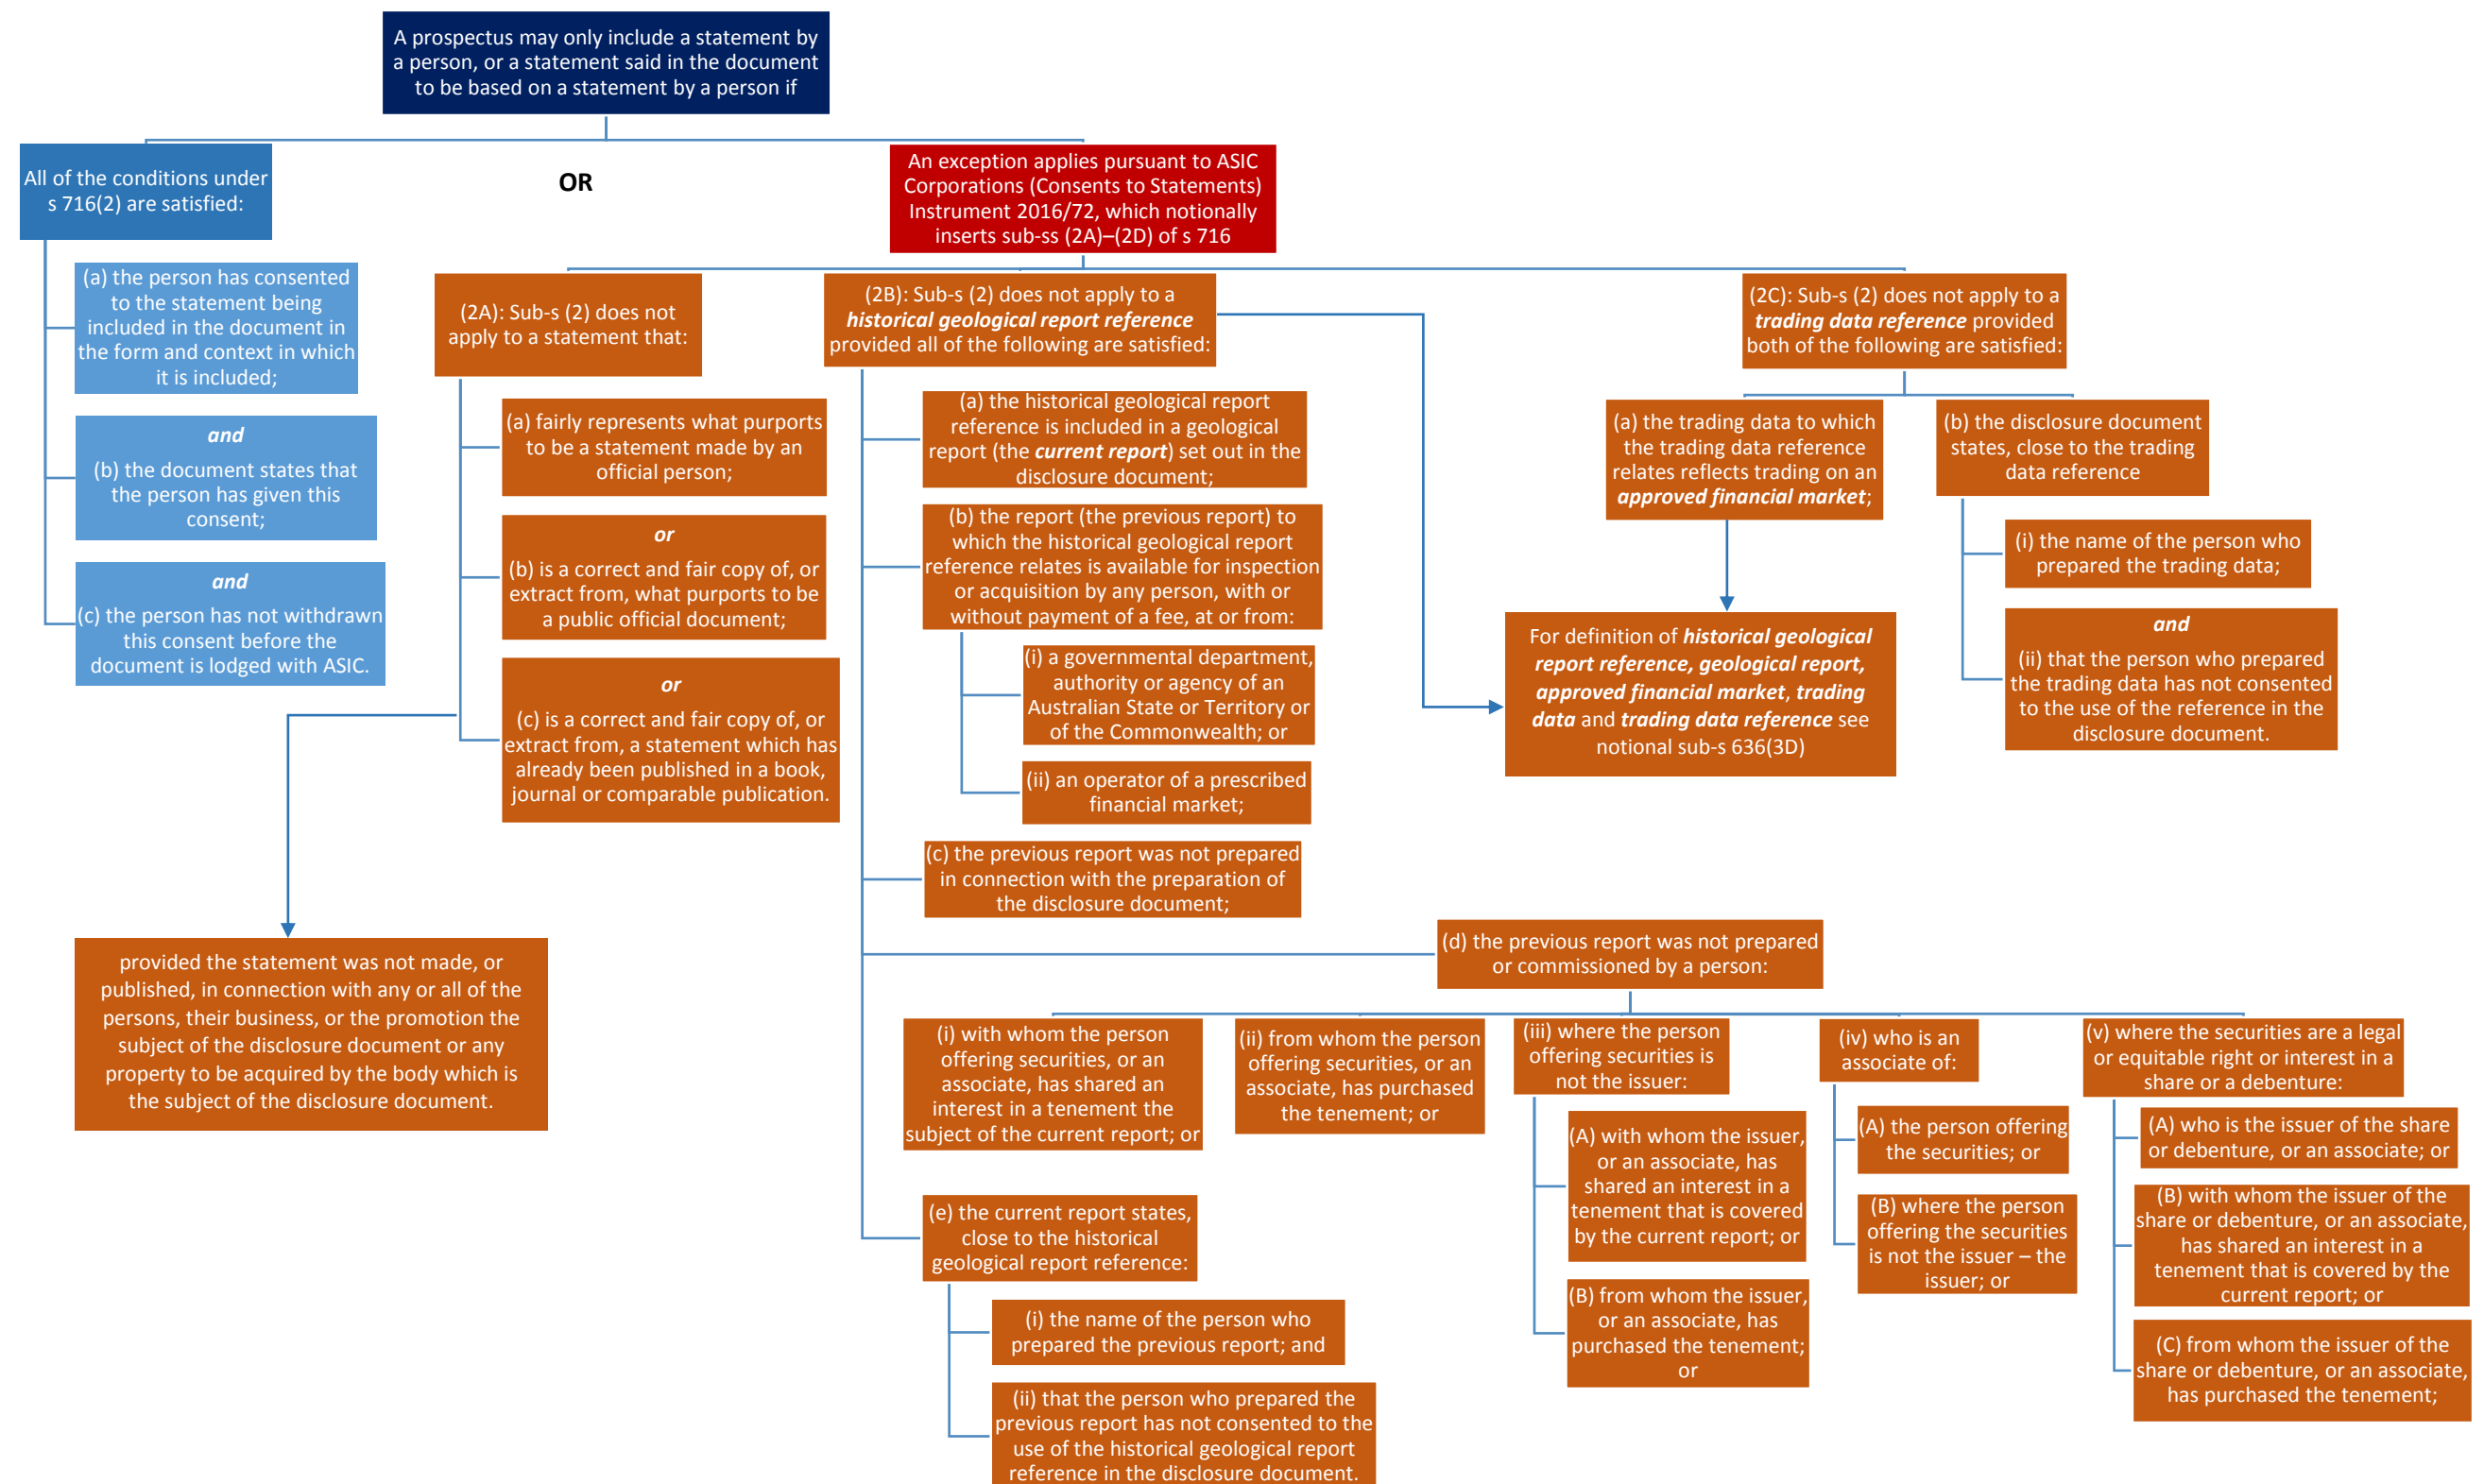 A prospectus may only include a statement by
a person, or a statement said in the document
to be based on a statement by a person if
All of the conditions under
s 716(2) are satisfied:
OR
An exception applies pursuant to ASIC
Corporations (Consents to Statements)
Instrument 2016/72, which notionally
inserts sub-ss (2A)–(2D) of s 716
(a) the person has consented
to the statement being
included in the document in
the form and context in which
it is included;
and
(b) the document states that
the person has given this
consent;
and
(c) the person has not withdrawn
this consent before the
document is lodged with ASIC.
(2A): Sub-s (2) does not
apply to a statement that:
(a) fairly represents what purports
to be a statement made by an
official person;
or
(b) is a correct and fair copy of, or
extract from, what purports to be
a public official document;
or
(c) is a correct and fair copy of, or
extract from, a statement which has
already been published in a book,
journal or comparable publication.
provided the statement was not made, or
published, in connection with any or all of the
persons, their business, or the promotion the
subject of the disclosure document or any
property to be acquired by the body which is
the subject of the disclosure document.
(2B): Sub-s (2) does not apply to a
historical geological report reference
provided all of the following are satisfied:
(a) the historical geological report
reference is included in a geological
report (the current report) set out in the
disclosure document;
(b) the report (the previous report) to
which the historical geological report
reference relates is available for inspection
or acquisition by any person, with or
without payment of a fee, at or from:
(i) a governmental department,
authority or agency of an
Australian State or Territory or
of the Commonwealth; or
(ii) an operator of a prescribed
financial market;
(c) the previous report was not prepared
in connection with the preparation of
the disclosure document;
(d) the previous report was not prepared
or commissioned by a person:
(i) with whom the person
offering securities, or an
associate, has shared an
interest in a tenement the
subject of the current report; or
(ii) from whom the person
offering securities, or an
associate, has purchased
the tenement; or
(iii) where the person
offering securities is
not the issuer:
(A) with whom the issuer,
or an associate, has
shared an interest in a
tenement that is covered
by the current report; or
(B) from whom the issuer,
or an associate, has
purchased the tenement;
or
(iv) who is an
associate of:
(A) the person offering
the securities; or
(B) where the person
offering the securities
is not the issuer – the
issuer; or
(v) where the securities are a legal
or equitable right or interest in a
share or a debenture:
(A) who is the issuer of the share
or debenture, or an associate; or
(B) with whom the issuer of the
share or debenture, or an associate,
has shared an interest in a
tenement that is covered by the
current report; or
(C) from whom the issuer of the
share or debenture, or an associate,
has purchased the tenement;
(e) the current report states,
close to the historical
geological report reference:
(i) the name of the person who
prepared the previous report; and
(ii) that the person who prepared the
previous report has not consented to the
use of the historical geological report
reference in the disclosure document.
(2C): Sub-s (2) does not apply to a
trading data reference provided
both of the following are satisfied:
(a) the trading data to which
the trading data reference
relates reflects trading on an
approved financial market;
(b) the disclosure document
states, close to the trading
data reference
(i) the name of the person who
prepared the trading data;
and
(ii) that the person who prepared
the trading data has not consented
to the use of the reference in the
disclosure document.
For definition of historical geological
report reference, geological report,
approved financial market, trading
data and trading data reference see
notional sub-s 636(3D)